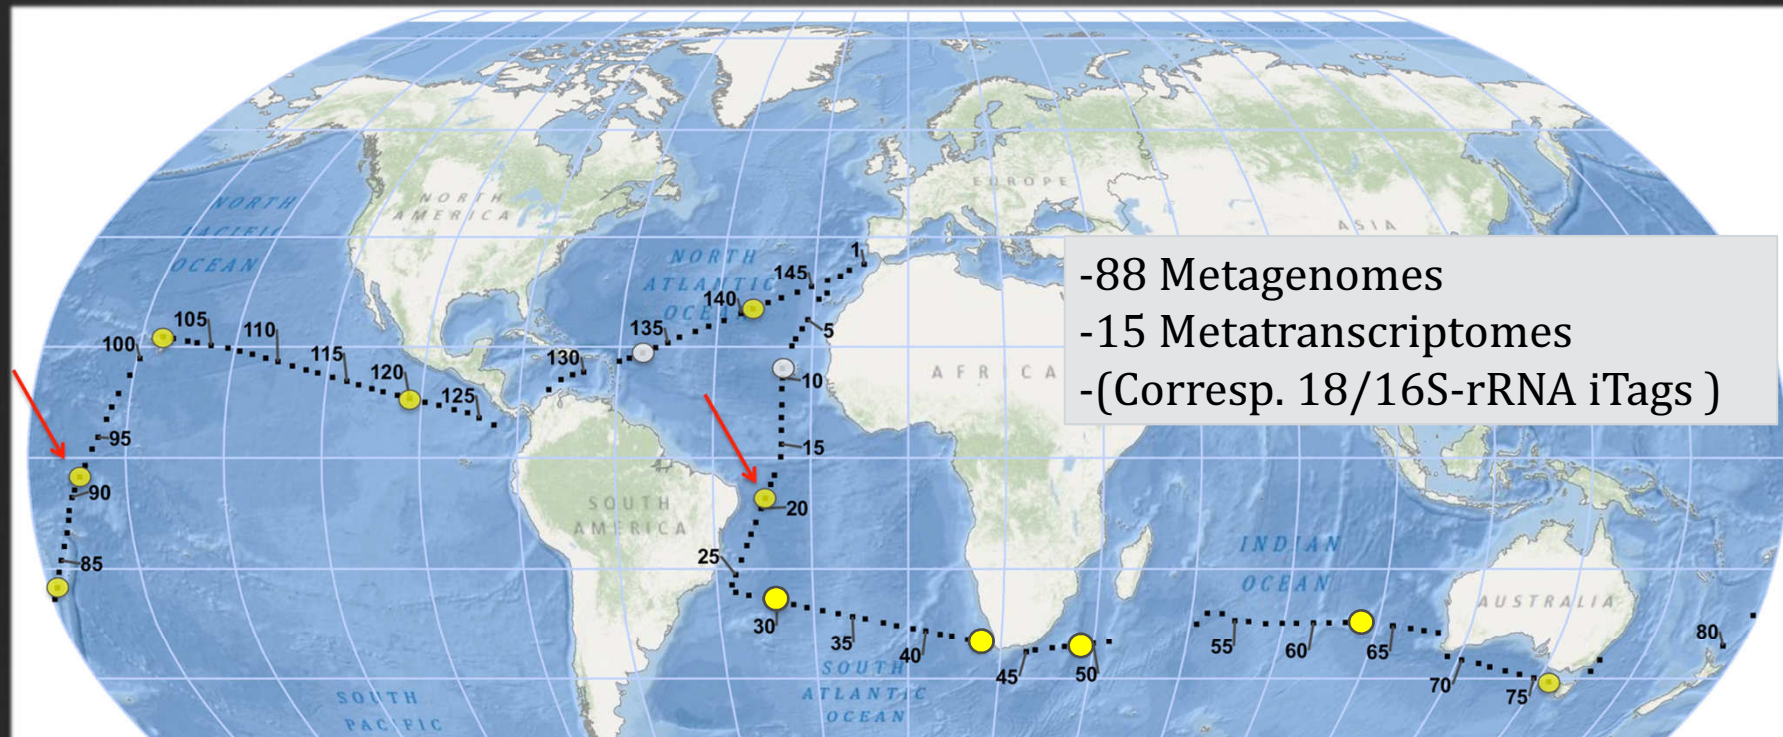 NORTH
PACIFIC
OCEAN
NORTH
AMERICA
NORTH
ATLANTIC
OCEAN
EUROPE
ASIA
-88 Metagenomes
-15 Metatranscriptomes
-(Corresp. 18/16S-rRNA iTags )
AFRICA
SOUTH
AMERICA
INDIAN
OCEAN
AUSTRALIA
SOUTH
ATLANTIC
OCEAN
SOUTH
PACIFIC
1
5
10
15
20
25
30
35
40
45
50
55
60
65
70
75
80
85
90
95
100
105
110
115
120
125
130
135
140
145